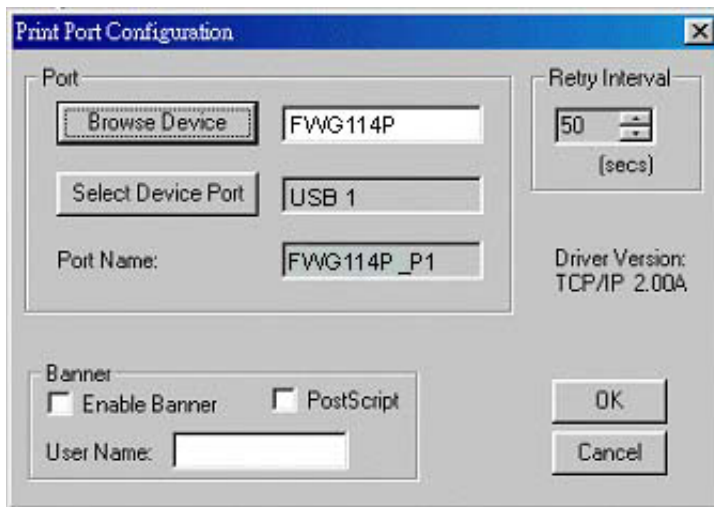 Print Port Configuration
Port
Browse Device
FWG114P
Select Device Port
USB 1
Port Name:
FWG114P _P1
Retry Interval
50
(secs)
Driver Version:
TCP/IP 2.00A
Banner
Enable Banner
PostScript
User Name:
OK
Cancel